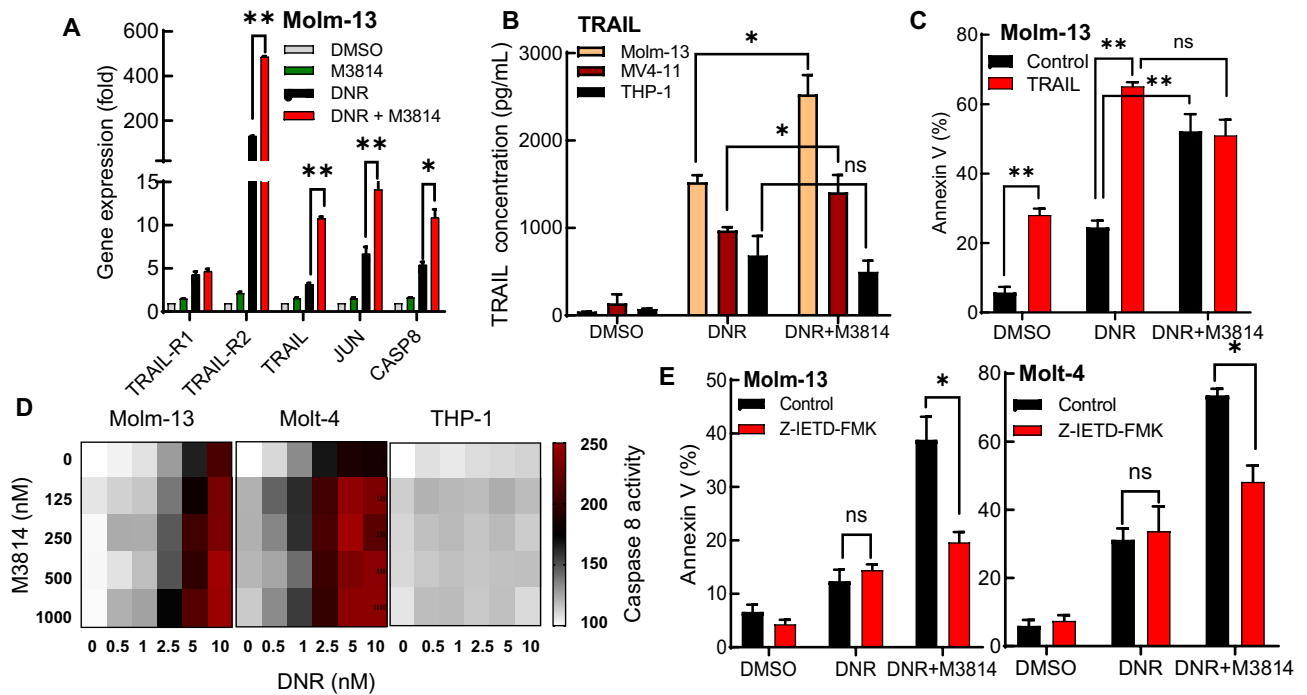 A
Molm-13
DMSO
M3814
DNR
DNR + M3814
Gene expression (fold)
600
400
200
15
10
5
0
**
**
**
*
TRAIL-R1
TRAIL-R2
TRAIL
JUN
CASP8
B
TRAIL
Molm-13
MV4-11
THP-1
TRAIL concentration (pg/mL)
3000
2000
1000
0
*
*
ns
DMSO
DNR
DNR+M3814
C
Molm-13
Control
TRAIL
Annexin V (%)
80
60
40
20
0
**
**
**
ns
DMSO
DNR
DNR+M3814
D
Molm-13
Molt-4
THP-1
M3814 (nM)
0
125
250
500
1000
0 0.5 1 2.5 5 10
0 0.5 1 2.5 5 10
0 0.5 1 2.5 5 10
DNR (nM)
250
200
150
100
Caspase 8 activity
E
Molm-13
Control
Z-IETD-FMK
Annexin V (%)
50
40
30
20
10
0
ns
*
DMSO
DNR
DNR+M3814
Molt-4
Control
Z-IETD-FMK
80
60
40
20
0
ns
*
DMSO
DNR
DNR+M3814